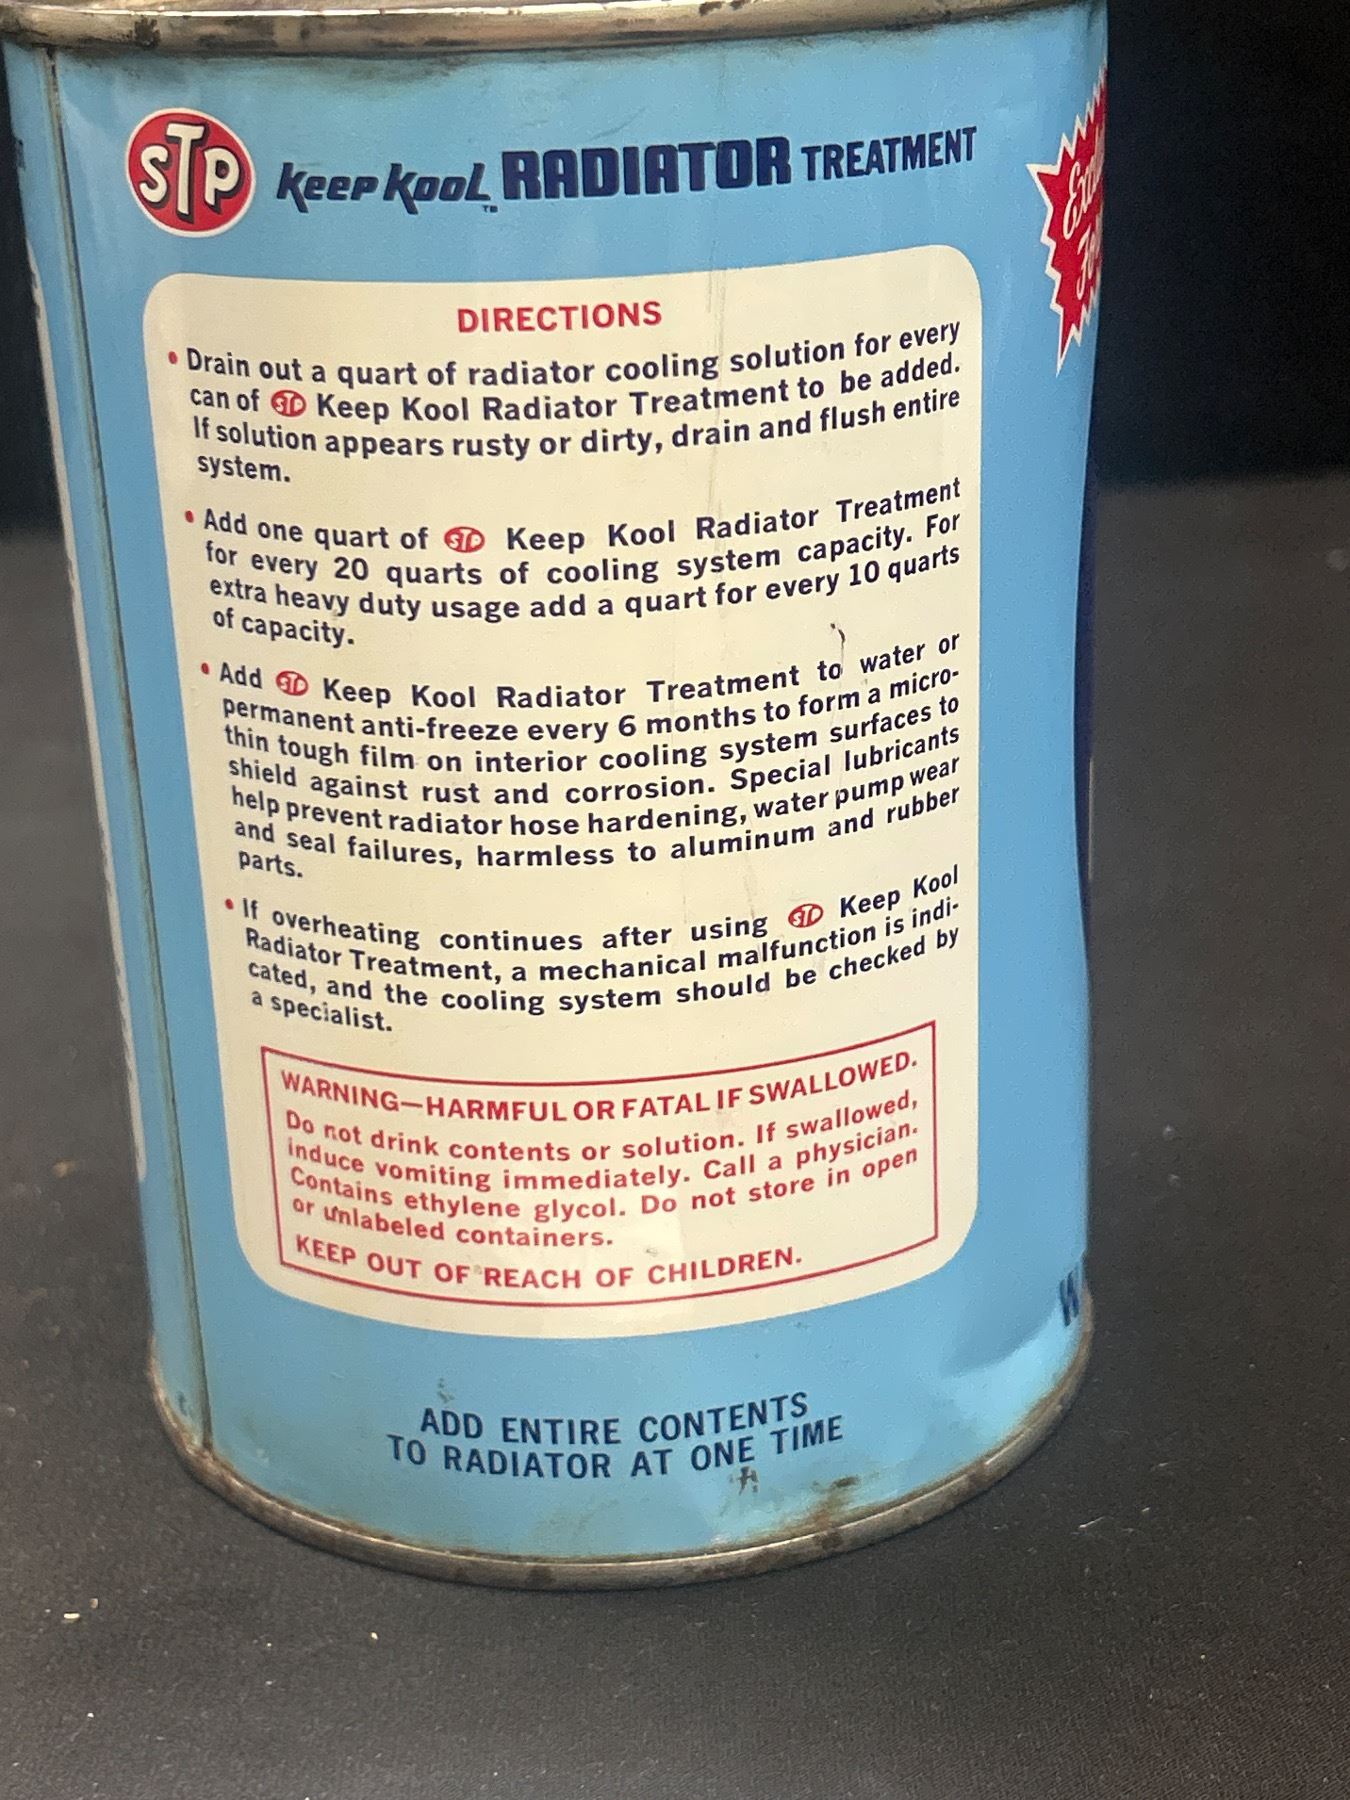 STP Keep Kool™ RADIATOR TREATMENT
DIRECTIONS
• Drain out a quart of radiator cooling solution for every
can of STP Keep Kool Radiator Treatment to be added.
If solution appears rusty or dirty, drain and flush entire
system.
• Add one quart of STP Keep Kool Radiator Treatment
for every 20 quarts of cooling system capacity. For
extra heavy duty usage add a quart for every 10 quarts
of capacity.
• Add STP Keep Kool Radiator Treatment to water or
permanent anti-freeze every 6 months to form a micro-
thin tough film on interior cooling system surfaces to
shield against rust and corrosion. Special lubricants
help prevent radiator hose hardening, water pump wear
and seal failures, harmless to aluminum and rubber
parts.
• If overheating continues after using STP Keep Kool
Radiator Treatment, a mechanical malfunction is indi-
cated, and the cooling system should be checked by
a specialist.
WARNING—HARMFUL OR FATAL IF SWALLOWED.
Do not drink contents or solution. If swallowed,
induce vomiting immediately. Call a physician.
Contains ethylene glycol. Do not store in open
or unlabeled containers.
KEEP OUT OF REACH OF CHILDREN.
ADD ENTIRE CONTENTS
TO RADIATOR AT ONE TIME